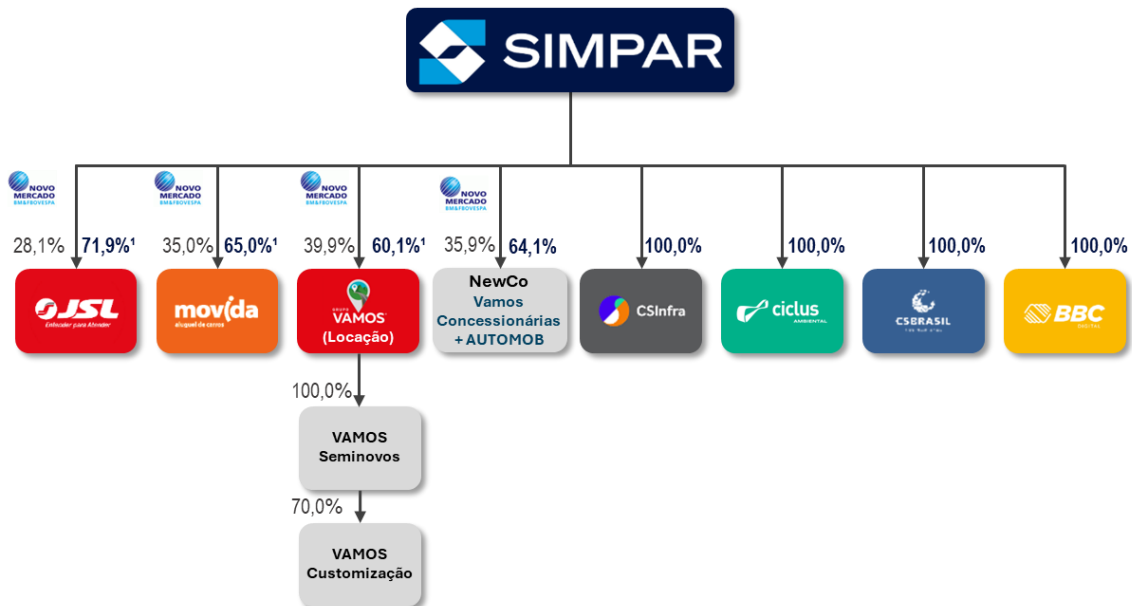 SIMPAR
NOVO
MERCADO
BM&FBOVESPA
NOVO
MERCADO
BM&FBOVESPA
NOVO
MERCADO
BM&FBOVESPA
NOVO
MERCADO
BM&FBOVESPA
28,1% 71,9%¹
35,0% 65,0%¹
39,9% 60,1%¹
35,9% 64,1%
100,0%
100,0%
100,0%
100,0%
JSL
Entender para Atender
movida
aluguel de carros
GRUPO
VAMOS
(Locação)
NewCo
Vamos
Concessionárias
+ AUTOMOB
CSInfra
ciclus
AMBIENTAL
CSBRASIL
BBC
DIGITAL
100,0%
VAMOS
Seminovos
70,0%
VAMOS
Customização